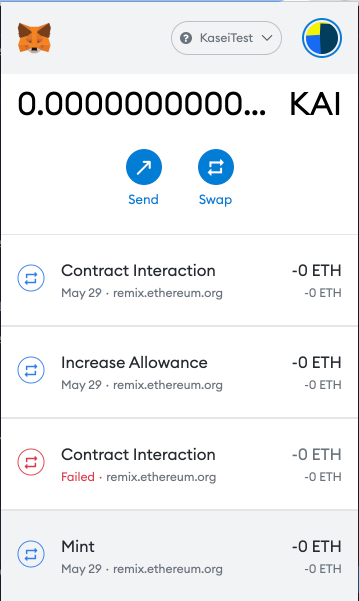 KaseiTest
0.0000000000... KAI
Send Swap
Contract Interaction -0 ETH
May 29 · remix.ethereum.org -0 ETH
Increase Allowance -0 ETH
May 29 · remix.ethereum.org -0 ETH
Contract Interaction -0 ETH
Failed · remix.ethereum.org -0 ETH
Mint -0 ETH
May 29 · remix.ethereum.org -0 ETH